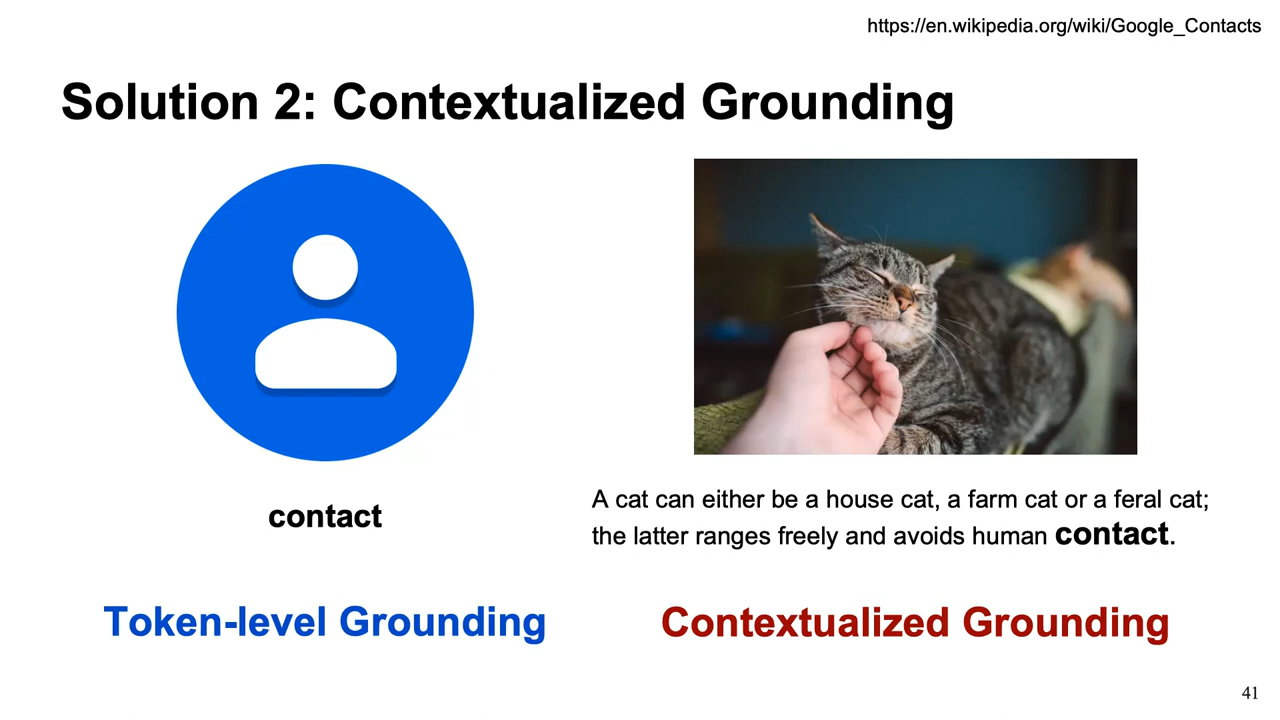 https://en.wikipedia.org/wiki/Google_Contacts
Solution 2: Contextualized Grounding
contact
A cat can either be a house cat, a farm cat or a feral cat;
the latter ranges freely and avoids human contact.
Token-level Grounding
Contextualized Grounding
41